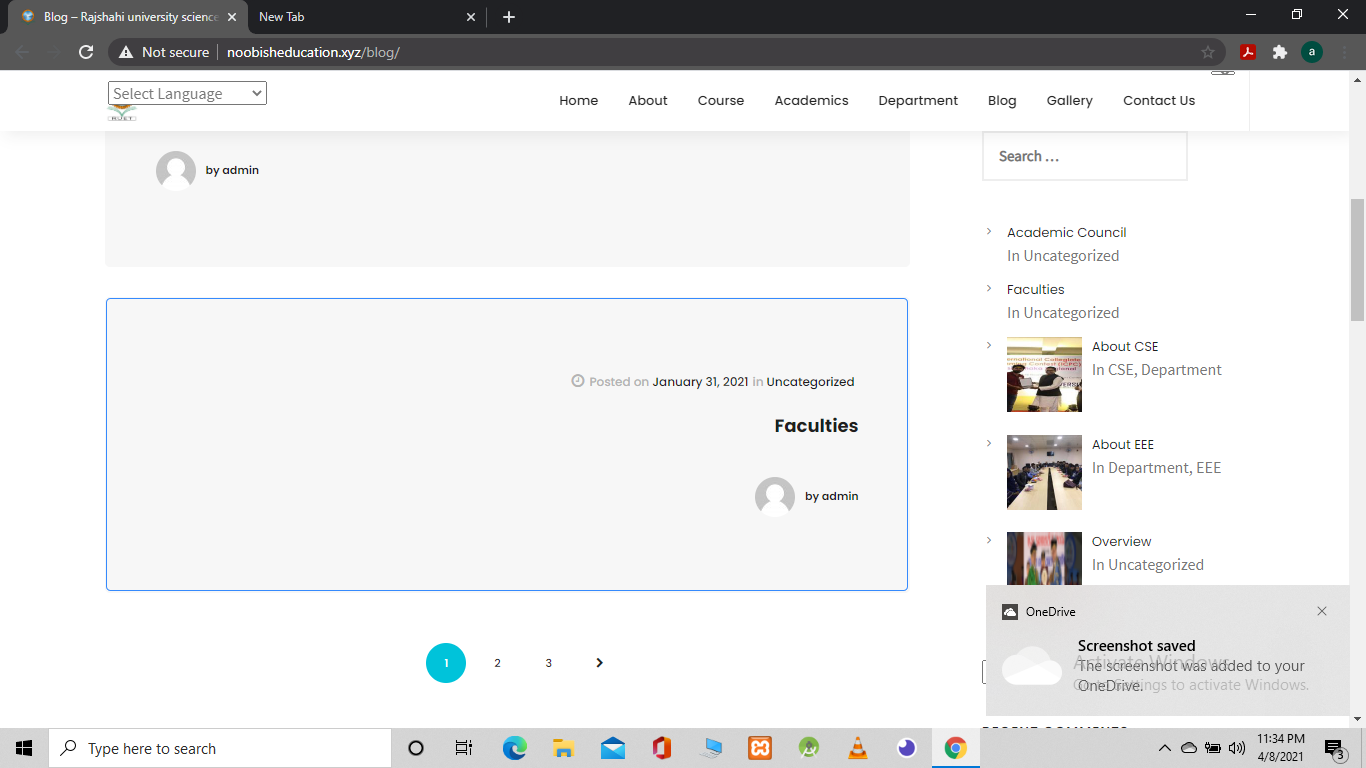 Blog – Rajshahi university science
New Tab
Not secure
noobisheducation.xyz/blog/
a
Select Language
Home
About
Course
Academics
Department
Blog
Gallery
Contact Us
by admin
Posted on January 31, 2021 in Uncategorized
Faculties
by admin
1
2
3
Search …
Academic Council
In Uncategorized
Faculties
In Uncategorized
About CSE
In CSE, Department
About EEE
In Department, EEE
Overview
In Uncategorized
OneDrive
Screenshot saved
The screenshot was added to your
OneDrive.
Activate Windows
Go to Settings to activate Windows.
RECENT COMMENTS
Type here to search
11:34 PM
4/8/2021
3